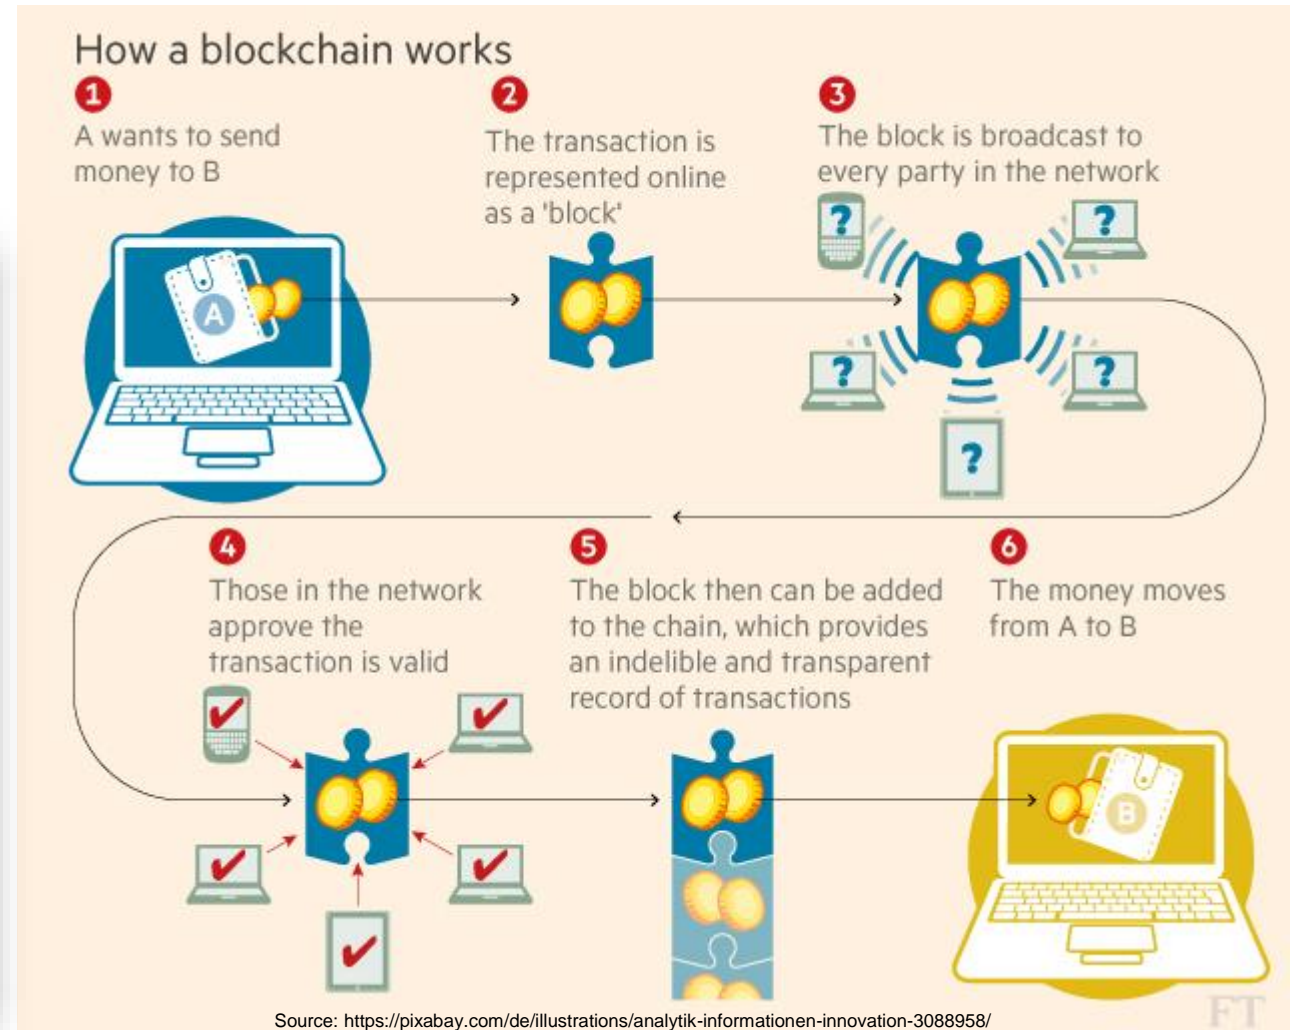 How a blockchain works
1
A wants to send
money to B
2
The transaction is
represented online
as a 'block'
3
The block is broadcast to
every party in the network
A
?
?
?
?
?
4
Those in the network
approve the
transaction is valid
5
The block then can be added
to the chain, which provides
an indelible and transparent
record of transactions
6
The money moves
from A to B
B
FT
Source: https://pixabay.com/de/illustrations/analytik-informationen-innovation-3088958/